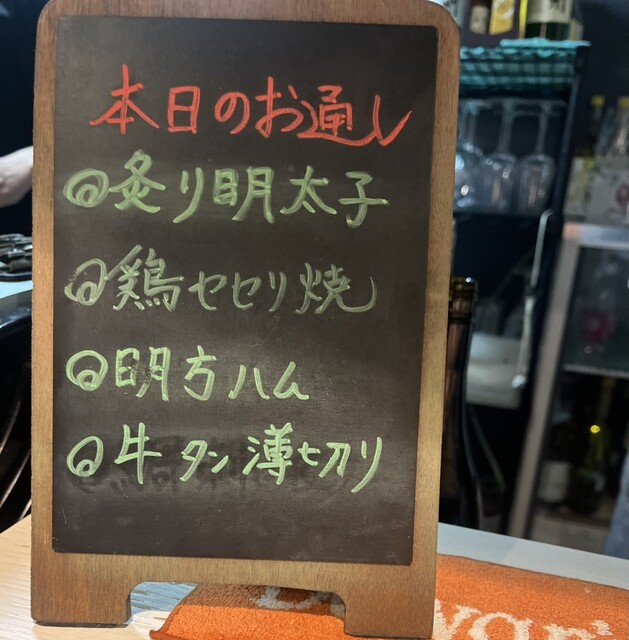 本日のお通し
◎炙り明太子
◎鶏セセリ焼
◎明方ハム
◎牛タン薄切り